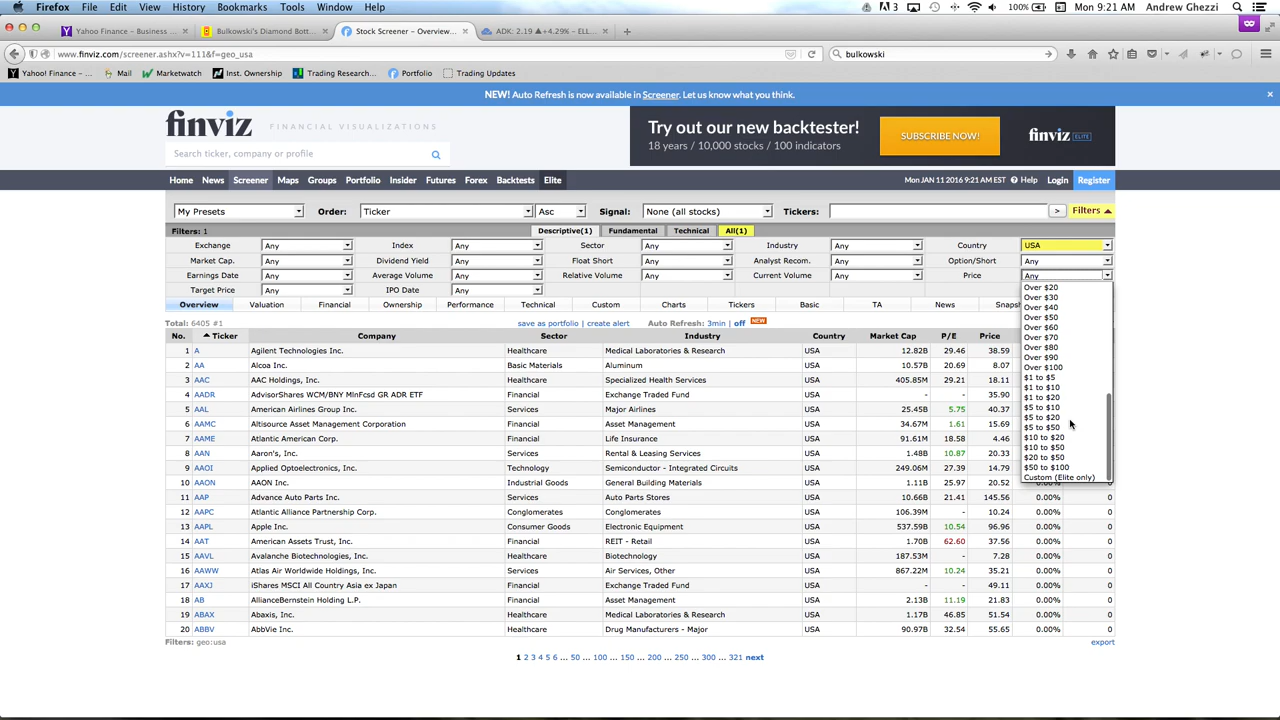 Firefox File Edit View History Bookmarks Tools Window Help 3 100% Mon 9:21 AM Andrew Ghezzi
Yahoo Finance - Business ... × Bulkowski's Diamond Bott... × Stock Screener - Overview... × ADK: 2.19 ▲+4.29% - ELL... ×
www.finviz.com/screener.ashx?v=111&f=geo_usa bulkowski
Yahoo! Finance - ... Mail Marketwatch Inst. Ownership Trading Research... Portfolio Trading Updates
NEW! Auto Refresh is now available in Screener. Let us know what you think. ×
finviz FINANCIAL VISUALIZATIONS
Try out our new backtester!
18 years / 10,000 stocks / 100 indicators
SUBSCRIBE NOW!
finviz ELITE
Search ticker, company or profile
Home News Screener Maps Groups Portfolio Insider Futures Forex Backtests Elite Mon JAN 11 2016 9:21 AM EST Help Login Register
My Presets Order: Ticker Asc Signal: None (all stocks) Tickers: > Filters
Filters: 1 Descriptive(1) Fundamental Technical All(1)
Exchange Any Index Any Sector Any Industry Any Country USA
Market Cap. Any Dividend Yield Any Float Short Any Analyst Recom. Any Option/Short Any
Earnings Date Any Average Volume Any Relative Volume Any Current Volume Any Price Any
Target Price Any IPO Date Any
Over $20
Over $30
Over $40
Over $50
Over $60
Over $70
Over $80
Over $90
Over $100
$1 to $5
$1 to $10
$1 to $20
$5 to $10
$5 to $20
$5 to $50
$10 to $20
$10 to $50
$20 to $50
$50 to $100
Custom (Elite only)
Overview Valuation Financial Ownership Performance Technical Custom Charts Tickers Basic TA News Snaps
Total: 6405 #1 save as portfolio | create alert Auto Refresh: 3min | off NEW
No. Ticker Company Sector Industry Country Market Cap P/E Price
1 A Agilent Technologies Inc. Healthcare Medical Laboratories & Research USA 12.82B 29.46 38.59
2 AA Alcoa Inc. Basic Materials Aluminum USA 10.57B 20.69 8.07
3 AAC AAC Holdings, Inc. Healthcare Specialized Health Services USA 405.85M 29.21 18.11
4 AADR AdvisorShares WCM/BNY MlnFcsd GR ADR ETF Financial Exchange Traded Fund USA - - 35.90
5 AAL American Airlines Group Inc. Services Major Airlines USA 25.45B 5.75 40.37
6 AAMC Altisource Asset Management Corporation Financial Asset Management USA 34.67M 1.61 15.69
7 AAME Atlantic American Corp. Financial Life Insurance USA 91.61M 18.58 4.46
8 AAN Aaron's, Inc. Services Rental & Leasing Services USA 1.48B 10.87 20.33
9 AAOI Applied Optoelectronics, Inc. Technology Semiconductor - Integrated Circuits USA 249.06M 27.39 14.79
10 AAON AAON Inc. Industrial Goods General Building Materials USA 1.11B 25.97 20.52 0.00% 0
11 AAP Advance Auto Parts Inc. Services Auto Parts Stores USA 10.66B 21.41 145.56 0.00% 0
12 AAPC Atlantic Alliance Partnership Corp. Conglomerates Conglomerates USA 106.39M - 10.24 0.00% 0
13 AAPL Apple Inc. Consumer Goods Electronic Equipment USA 537.59B 10.54 96.96 0.00% 0
14 AAT American Assets Trust, Inc. Financial REIT - Retail USA 1.70B 62.60 37.56 0.00% 0
15 AAVL Avalanche Biotechnologies, Inc. Healthcare Biotechnology USA 187.53M - 7.28 0.00% 0
16 AAWW Atlas Air Worldwide Holdings, Inc. Services Air Services, Other USA 867.22M 10.24 35.21 0.00% 0
17 AAXJ iShares MSCI All Country Asia ex Japan Financial Exchange Traded Fund USA - - 49.11 0.00% 0
18 AB AllianceBernstein Holding L.P. Financial Asset Management USA 2.13B 11.19 21.83 0.00% 0
19 ABAX Abaxis, Inc. Healthcare Medical Laboratories & Research USA 1.17B 46.85 51.54 0.00% 0
20 ABBV AbbVie Inc. Healthcare Drug Manufacturers - Major USA 90.97B 32.54 55.65 0.00% 0
Filters: geo:usa export
1 2 3 4 5 6 ... 50 ... 100 ... 150 ... 200 ... 250 ... 300 ... 321 next